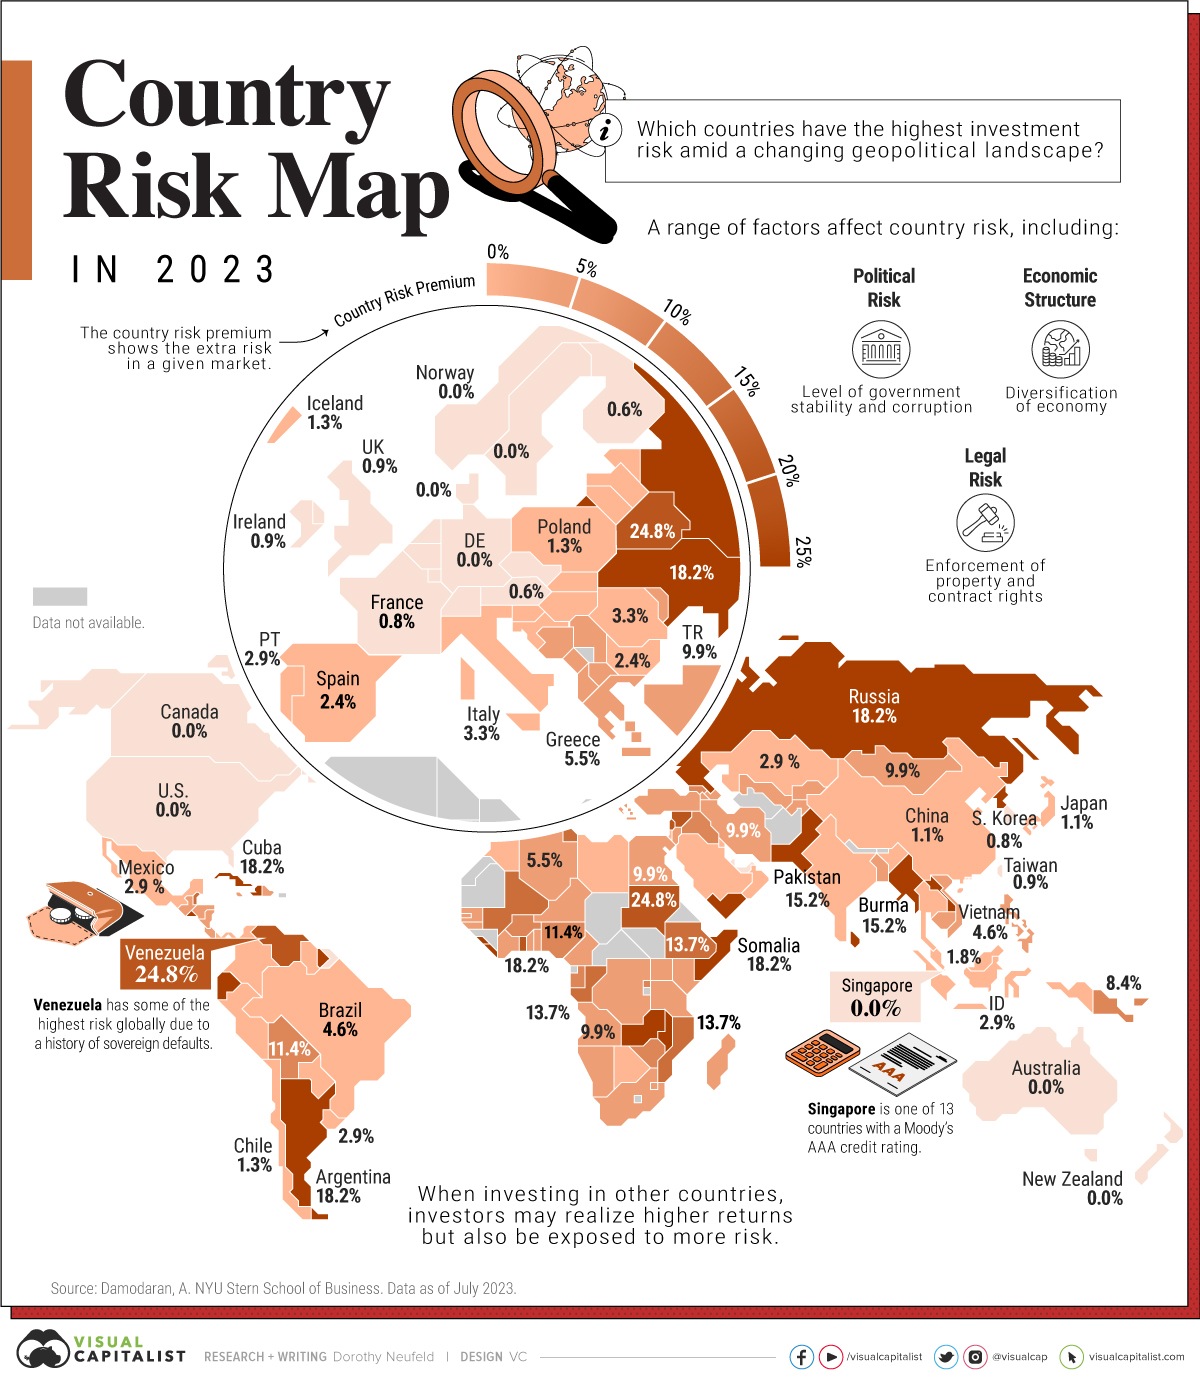 Country
Risk Map
IN 2023
i
Which countries have the highest investment
risk amid a changing geopolitical landscape?
A range of factors affect country risk, including:
Political
Risk
Level of government
stability and corruption
Economic
Structure
Diversification
of economy
Legal
Risk
Enforcement of
property and
contract rights
The country risk premium
shows the extra risk
in a given market.
Country Risk Premium
0%
5%
10%
15%
20%
25%
Norway
0.0%
0.6%
Iceland
1.3%
UK
0.9%
0.0%
0.0%
Ireland
0.9%
DE
0.0%
Poland
1.3%
24.8%
18.2%
0.6%
France
0.8%
3.3%
TR
9.9%
PT
2.9%
2.4%
Spain
2.4%
Italy
3.3%
Greece
5.5%
Data not available.
Canada
0.0%
U.S.
0.0%
Cuba
18.2%
Mexico
2.9 %
Venezuela
24.8%
Venezuela has some of the
highest risk globally due to
a history of sovereign defaults.
Brazil
4.6%
11.4%
2.9%
Chile
1.3%
Argentina
18.2%
Russia
18.2%
2.9 %
9.9%
China
1.1%
S. Korea
0.8%
Japan
1.1%
Taiwan
0.9%
9.9%
Pakistan
15.2%
Burma
15.2%
Vietnam
4.6%
1.8%
5.5%
9.9%
24.8%
11.4%
13.7%
Somalia
18.2%
18.2%
13.7%
9.9%
13.7%
Singapore
0.0%
ID
2.9%
8.4%
AAA
Singapore is one of 13
countries with a Moody's
AAA credit rating.
Australia
0.0%
New Zealand
0.0%
When investing in other countries,
investors may realize higher returns
but also be exposed to more risk.
Source: Damodaran, A. NYU Stern School of Business. Data as of July 2023.
VISUAL
CAPITALIST
RESEARCH + WRITING Dorothy Neufeld | DESIGN VC
/visualcapitalist
@visualcap
visualcapitalist.com